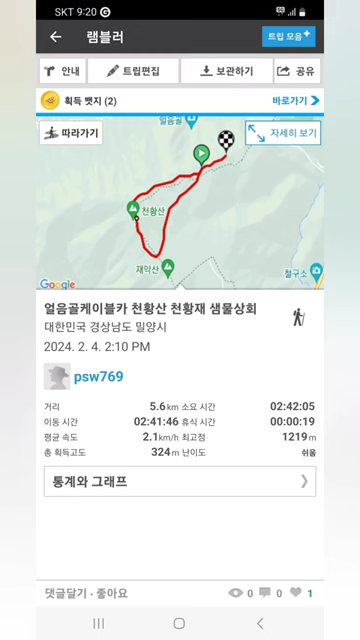 SKT 9:20
램블러
트립 모음+
안내
트립편집
보관하기
공유
획득 뱃지 (2)
바로가기
얼음골
따라가기
자세히 보기
천황산
재약산
철구소
Google
얼음골케이블카 천황산 천황재 샘물상회
대한민국 경상남도 밀양시
2024. 2. 4. 2:10 PM
psw769
거리 5.6km 소요 시간 02:42:05
이동 시간 02:41:46 휴식 시간 00:00:19
평균 속도 2.1km/h 최고점 1219m
총 획득고도 324m 난이도 쉬움
통계와 그래프
댓글달기 · 좋아요 0 0 1